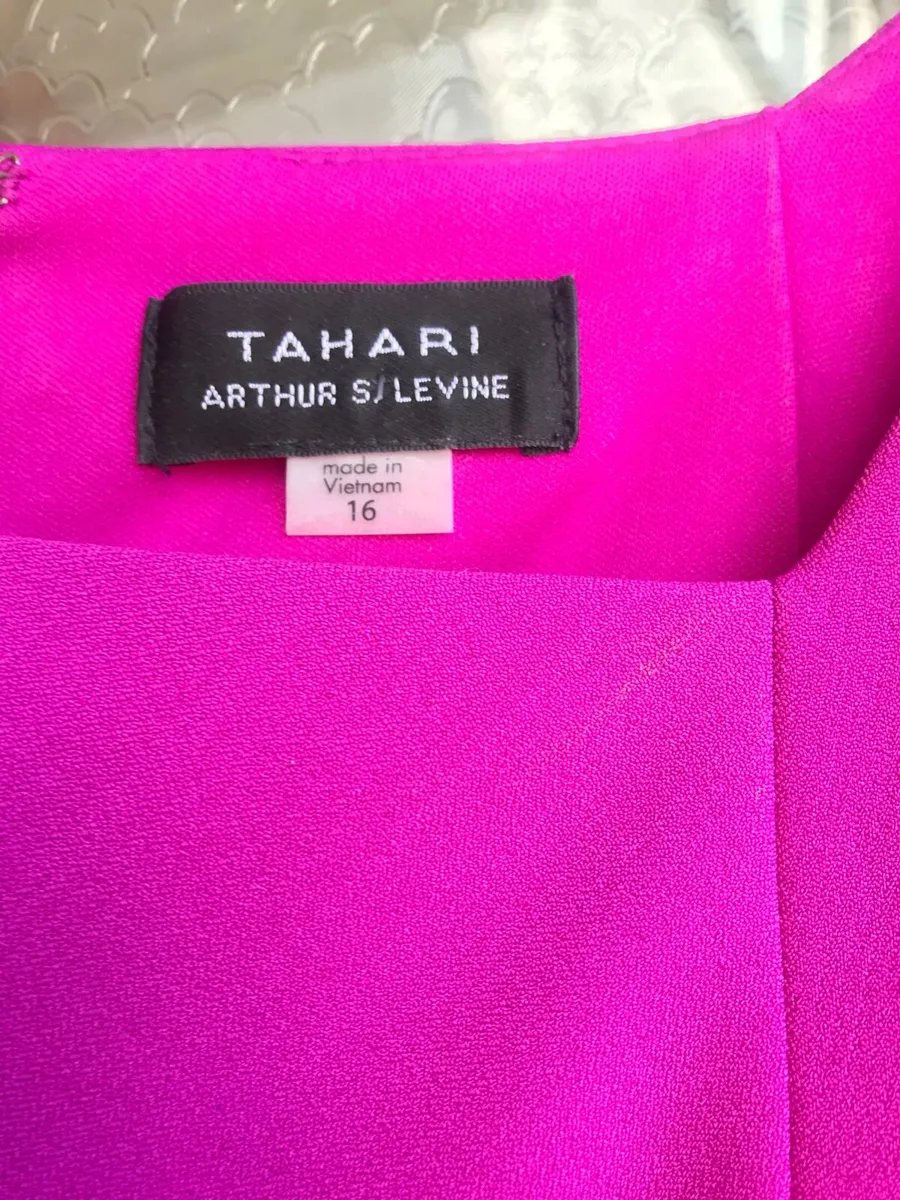 TAHARI
ARTHUR S/LEVINE
made in
Vietnam
16